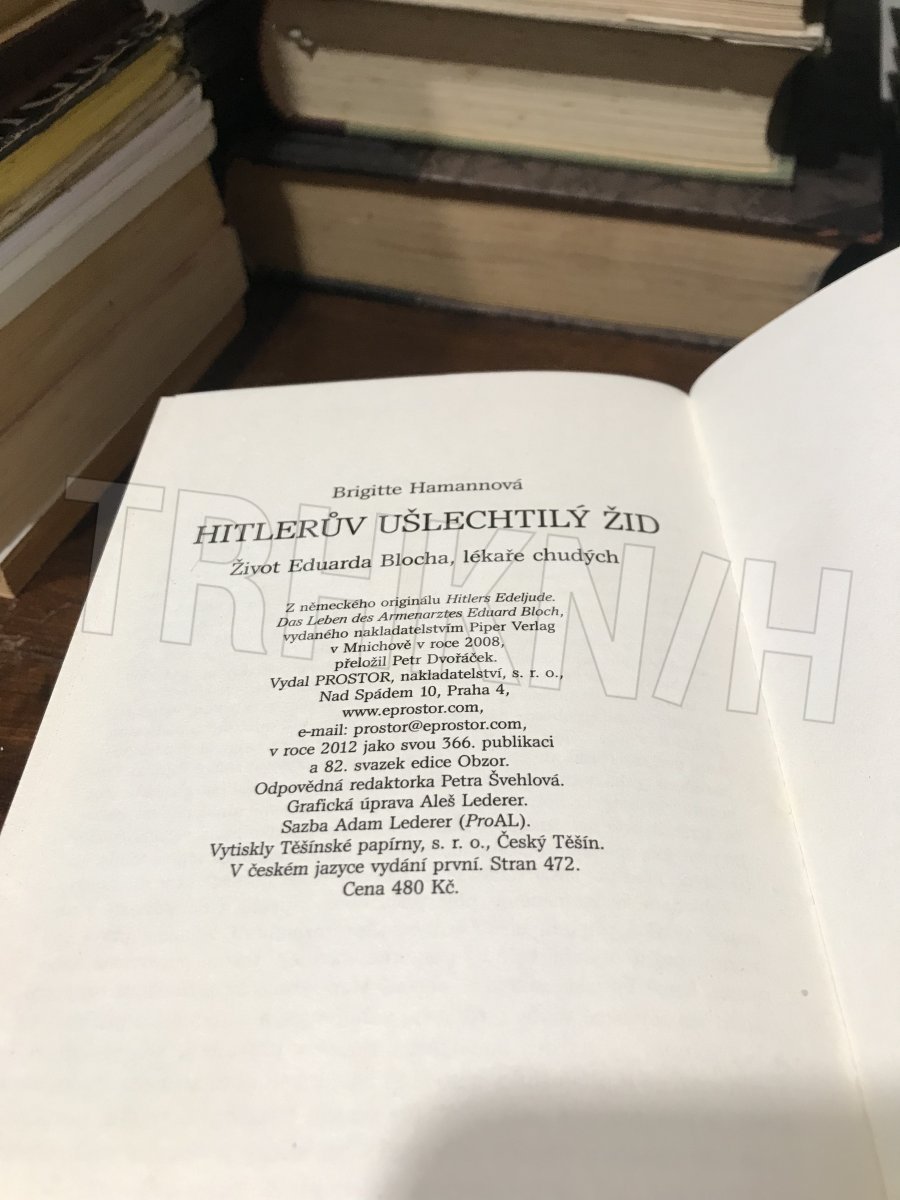 Brigitte Hamannová
HITLERŮV UŠLECHTILÝ ŽID
Život Eduarda Blocha, lékaře chudých
Z německého originálu Hitlers Edeljude.
Das Leben des Armenarztes Eduard Bloch,
vydaného nakladatelstvím Piper Verlag
v Mnichově v roce 2008,
přeložil Petr Dvořáček.
Vydal PROSTOR, nakladatelství, s. r. o.,
Nad Spádem 10, Praha 4,
www.eprostor.com,
e-mail: prostor@eprostor.com,
v roce 2012 jako svou 366. publikaci
a 82. svazek edice Obzor.
Odpovědná redaktorka Petra Švehlová.
Grafická úprava Aleš Lederer.
Sazba Adam Lederer (ProAL).
Vytiskly Těšínské papírny, s. r. o., Český Těšín.
V českém jazyce vydání první. Stran 472.
Cena 480 Kč.
TRHKN/H